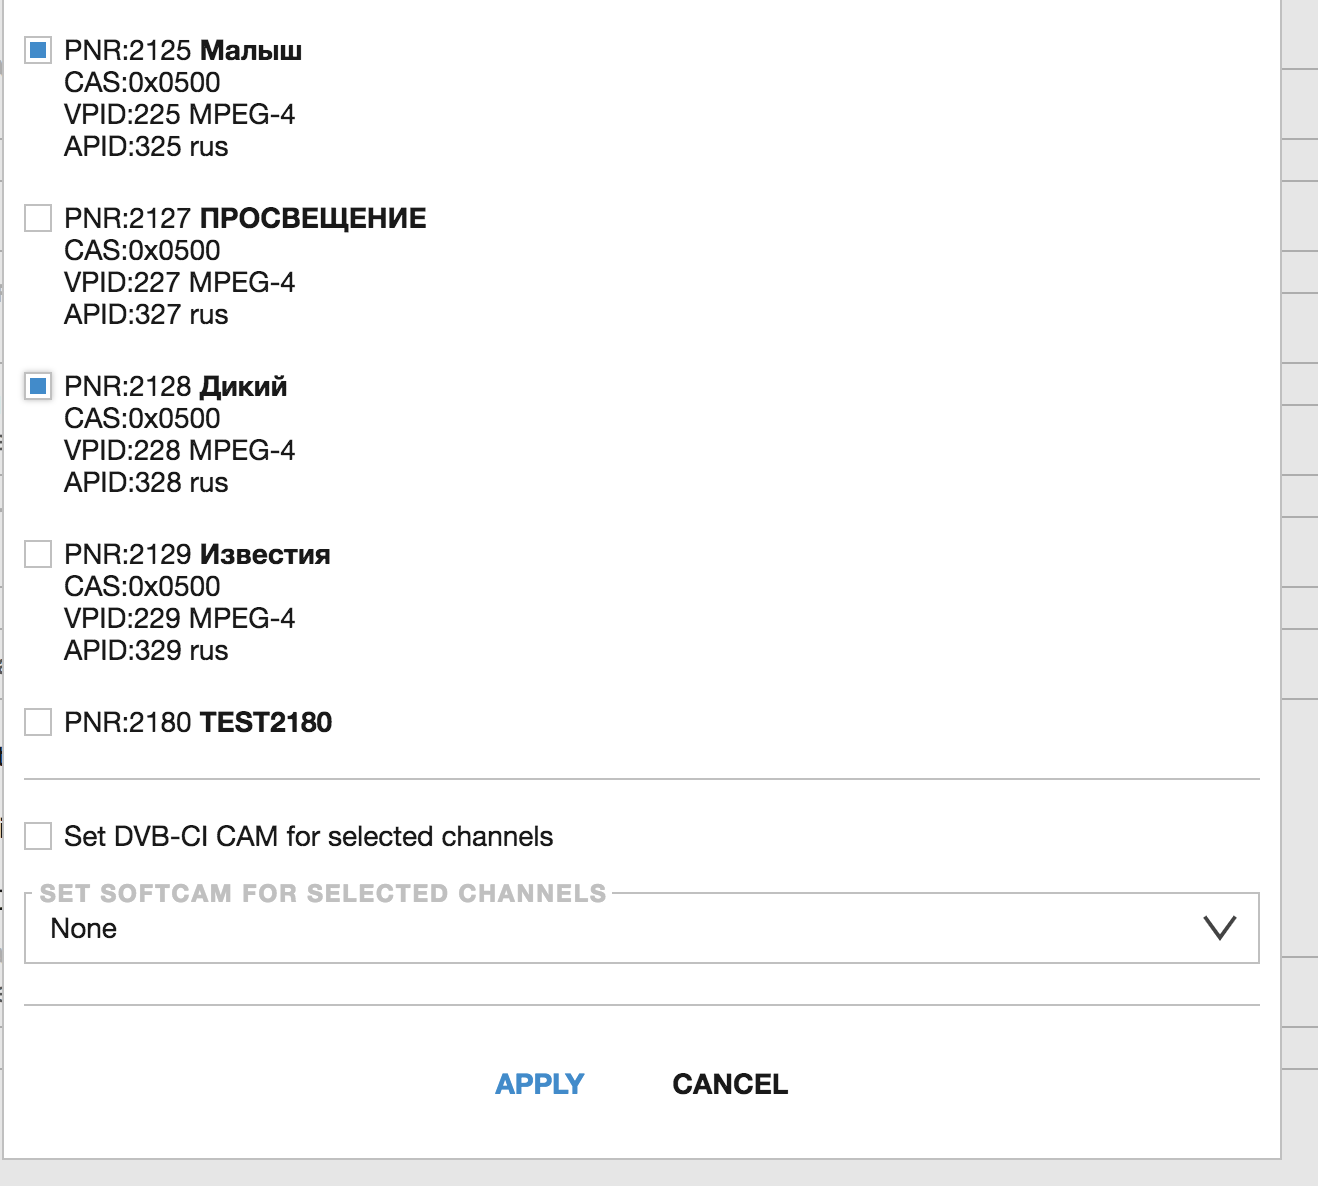 PNR:2125 Малыш
CAS:0x0500
VPID:225 MPEG-4
APID:325 rus
PNR:2127 ПРОСВЕЩЕНИЕ
CAS:0x0500
VPID:227 MPEG-4
APID:327 rus
PNR:2128 Дикий
CAS:0x0500
VPID:228 MPEG-4
APID:328 rus
PNR:2129 Известия
CAS:0x0500
VPID:229 MPEG-4
APID:329 rus
PNR:2180 TEST2180
Set DVB-CI CAM for selected channels
SET SOFTCAM FOR SELECTED CHANNELS
None
APPLY CANCEL